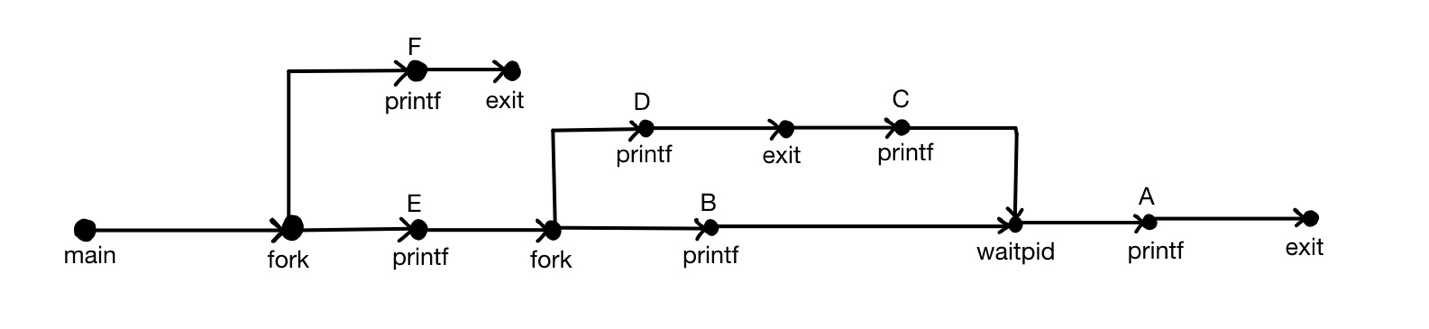 F
printf exit
D C
printf exit printf
E B A
main fork printf fork printf waitpid printf exit